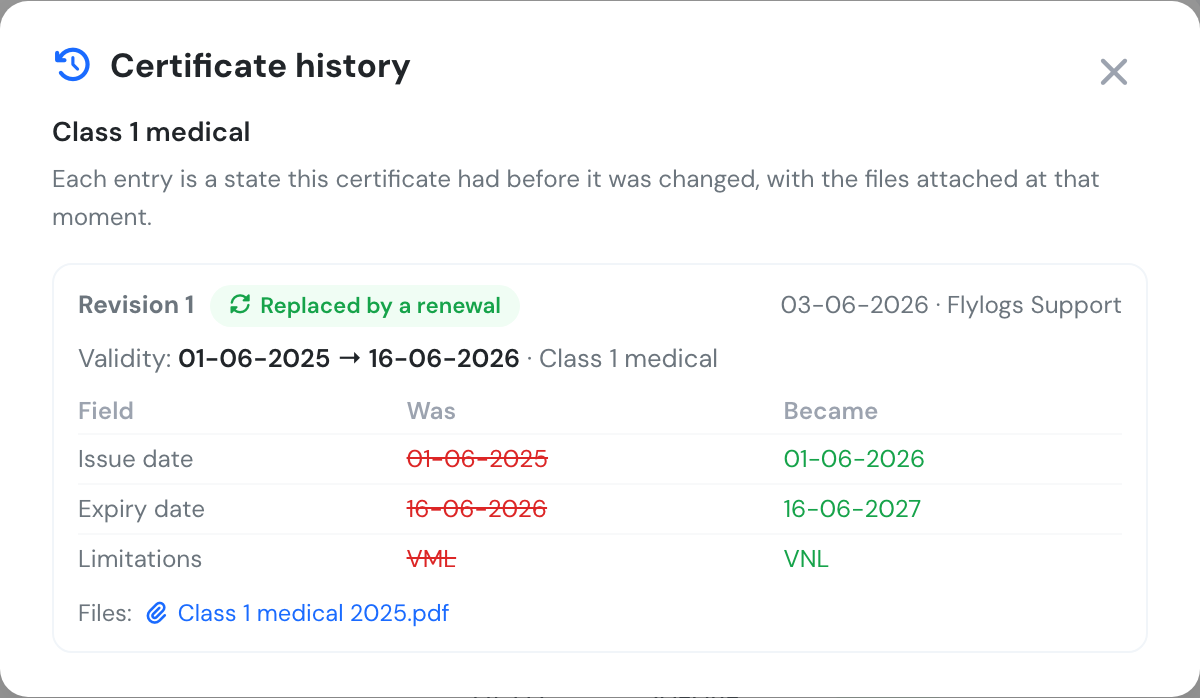 Certificate history
Class 1 medical
Each entry is a state this certificate had before it was changed, with the files attached at that
moment.
Revision 1 Replaced by a renewal 03-06-2026 · Flylogs Support
Validity: 01-06-2025 → 16-06-2026 · Class 1 medical
Field Was Became
Issue date 01-06-2025 01-06-2026
Expiry date 16-06-2026 16-06-2027
Limitations VML VNL
Files: Class 1 medical 2025.pdf